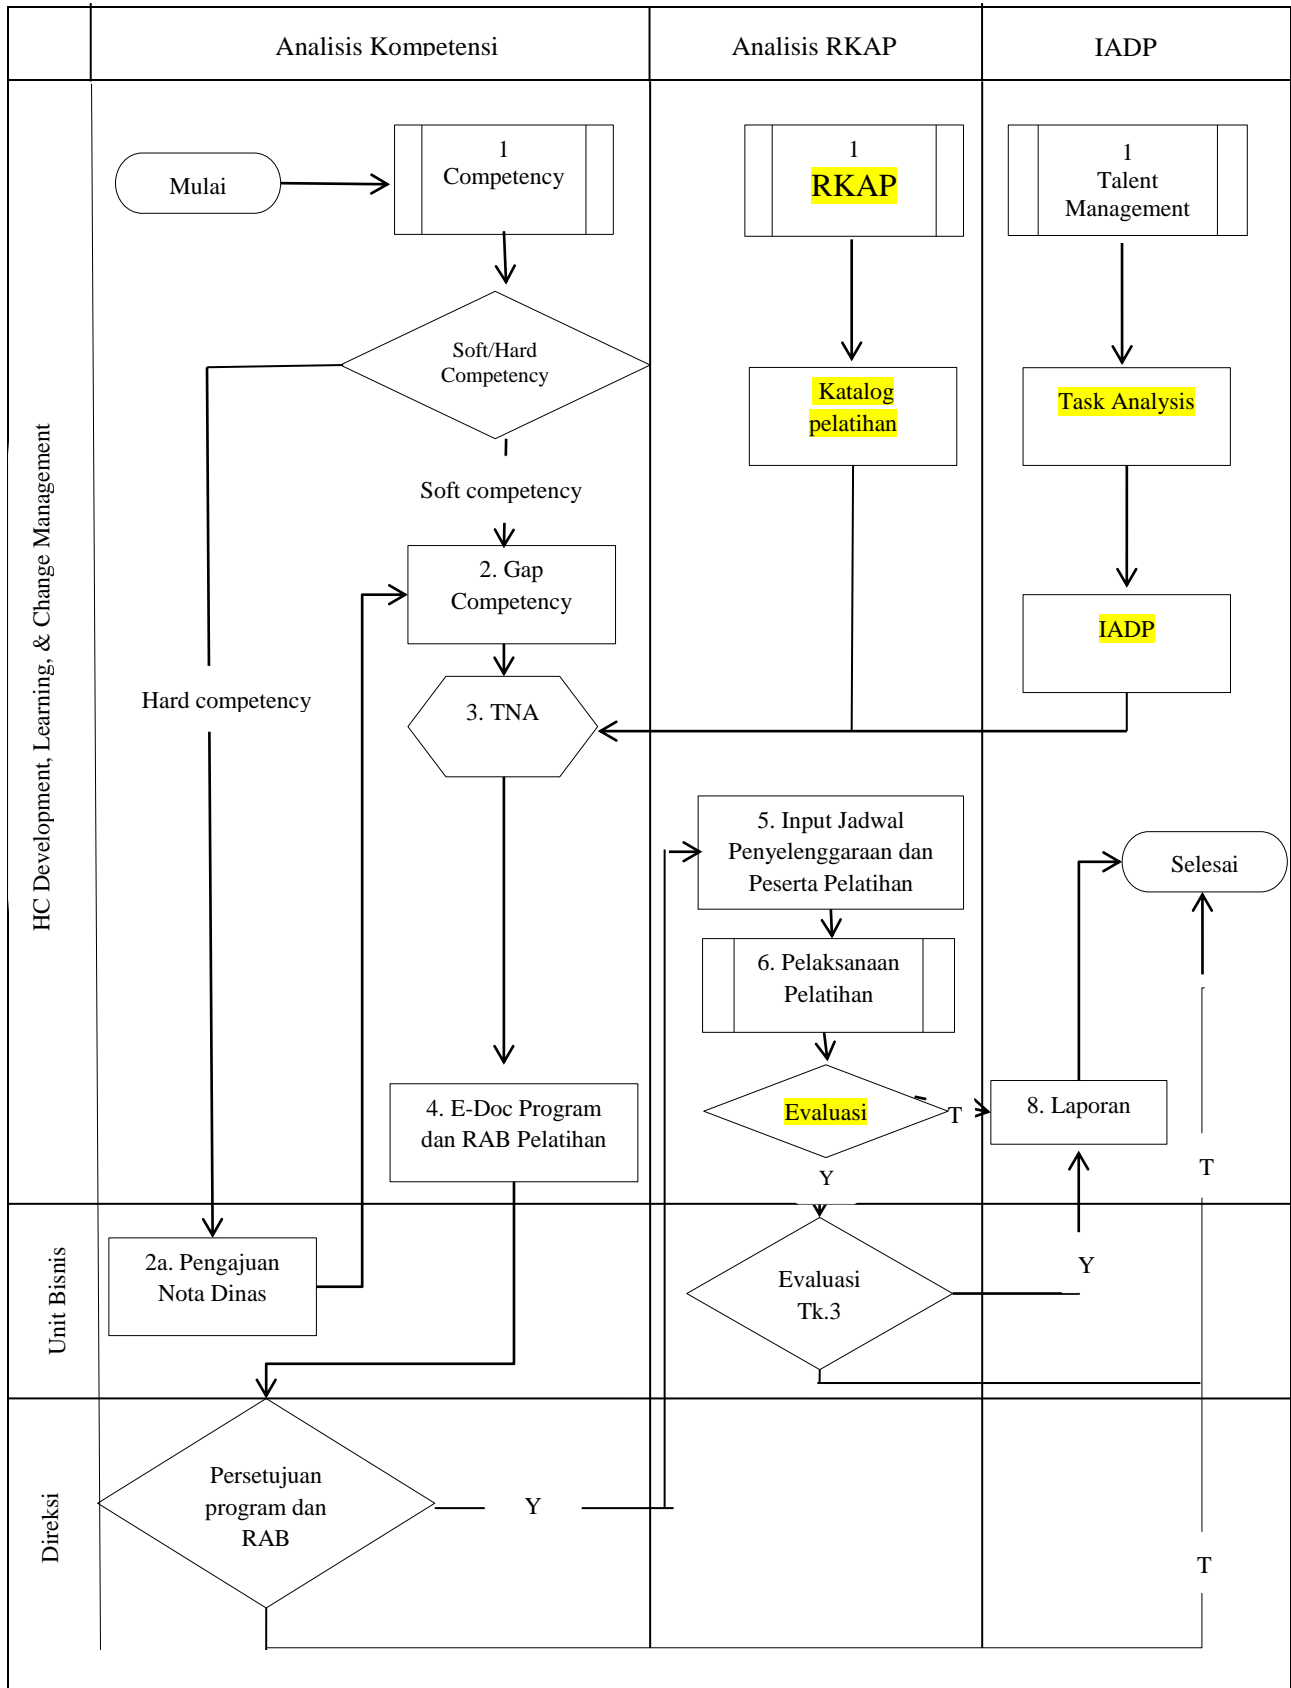 Analisis Kompetensi
Analisis RKAP
IADP
HC Development, Learning, & Change Management
Mulai
1
Competency
1
RKAP
1
Talent
Management
Soft/Hard
Competency
Katalog
pelatihan
Task Analysis
Soft competency
2. Gap
Competency
IADP
Hard competency
3. TNA
5. Input Jadwal
Penyelenggaraan dan
Peserta Pelatihan
Selesai
6. Pelaksanaan
Pelatihan
4. E-Doc Program
dan RAB Pelatihan
Evaluasi
T
8. Laporan
Y
T
Unit Bisnis
2a. Pengajuan
Nota Dinas
Evaluasi
Tk.3
Y
Direksi
Persetujuan
program dan
RAB
Y
T